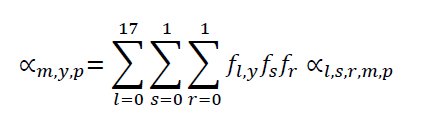 ∝m,y,p= ∑_{l=0}^{17} ∑_{s=0}^{1} ∑_{r=0}^{1} f_{l,y} f_s f_r ∝_{l,s,r,m,p}